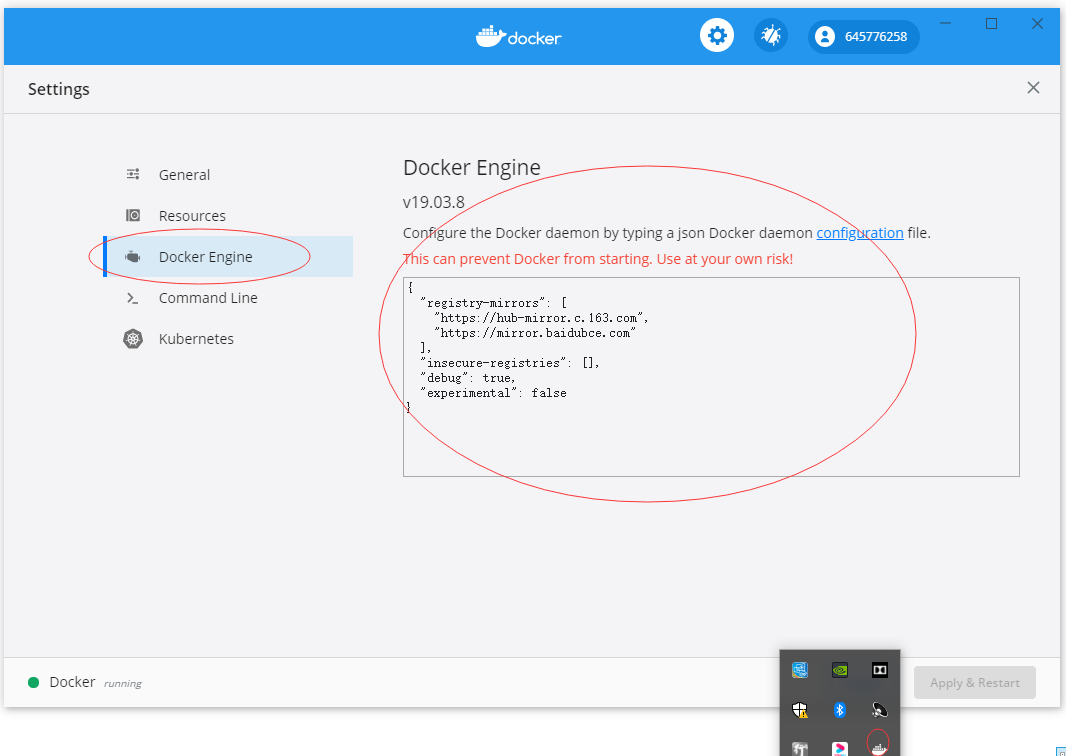 docker
645776258
Settings
General
Resources
Docker Engine
Command Line
Kubernetes
Docker Engine
v19.03.8
Configure the Docker daemon by typing a json Docker daemon configuration file.
This can prevent Docker from starting. Use at your own risk!
{
  "registry-mirrors": [
    "https://hub-mirror.c.163.com",
    "https://mirror.baidubce.com"
  ],
  "insecure-registries": [],
  "debug": true,
  "experimental": false
}
Docker running
Apply & Restart